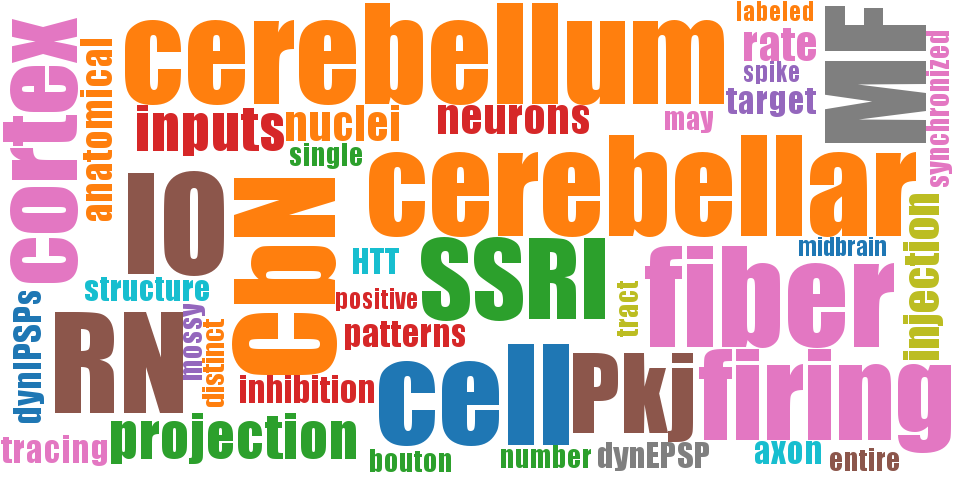 cerebellum
labeled
rate
spike
target
MF
synchronized
cortex
anatomical
inputs
nuclei
neurons
may
single
cerebellar
IO
CbN
HTT
SSRI
midbrain
injection
structure
positive
fiber
tract
dynIPSPs
RN
mossy
distinct
patterns
cell
Pkj
firing
inhibition
tracing
projection
bouton
number
dynEPSP
axon
entire